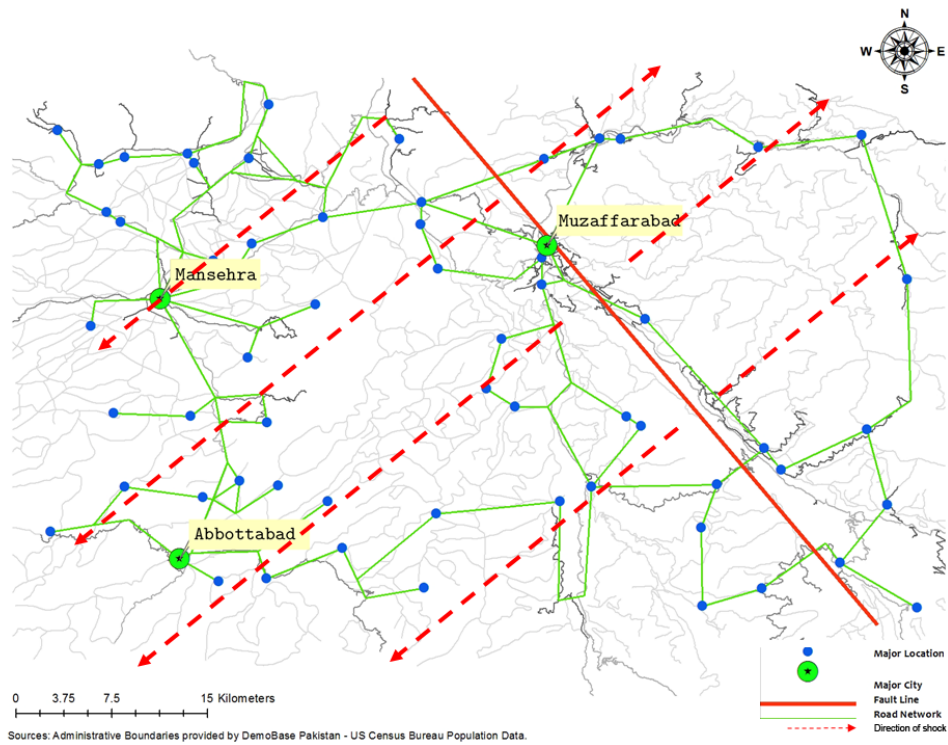 N
W E
S
Muzaffarabad
Mansehra
Abbottabad
Major Location
Major City
Fault Line
Road Network
Direction of shock
0 3.75 7.5 15 Kilometers
Sources: Administrative Boundaries provided by DemoBase Pakistan - US Census Bureau Population Data.